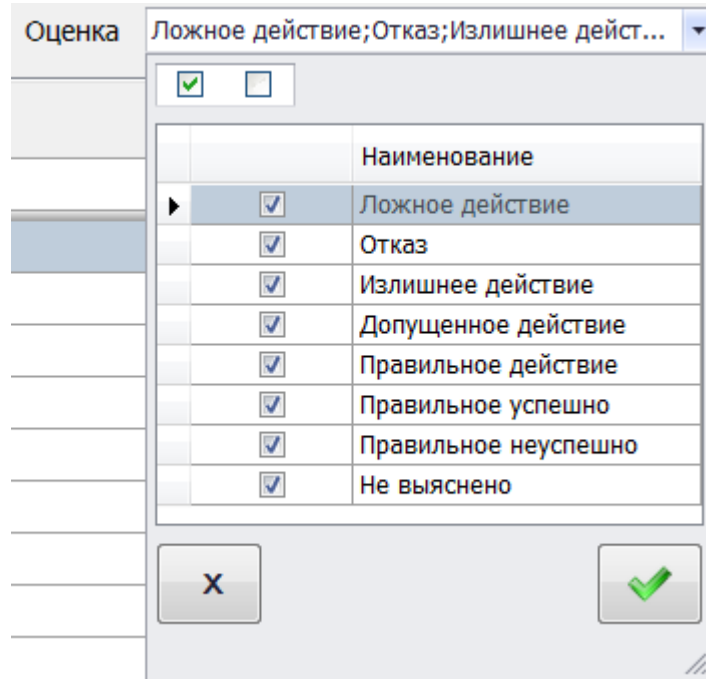 Оценка Ложное действие;Отказ;Излишнее дейст...
Наименование
Ложное действие
Отказ
Излишнее действие
Допущенное действие
Правильное действие
Правильное успешно
Правильное неуспешно
Не выяснено
X